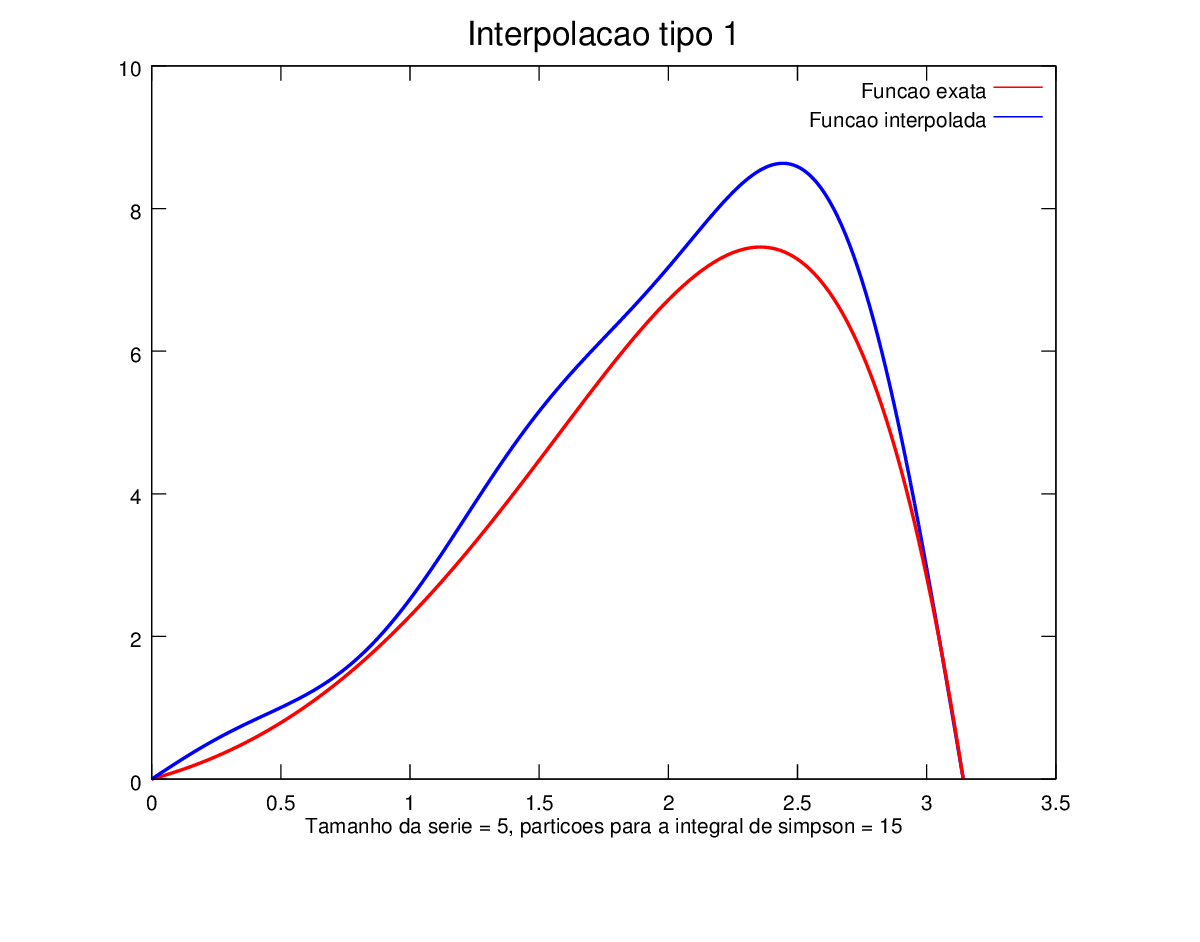 Interpolacao tipo 1
10
Funcao exata
Funcao interpolada
8
6
4
2
0
0 0.5 1 1.5 2 2.5 3 3.5
Tamanho da serie = 5, particoes para a integral de simpson = 15